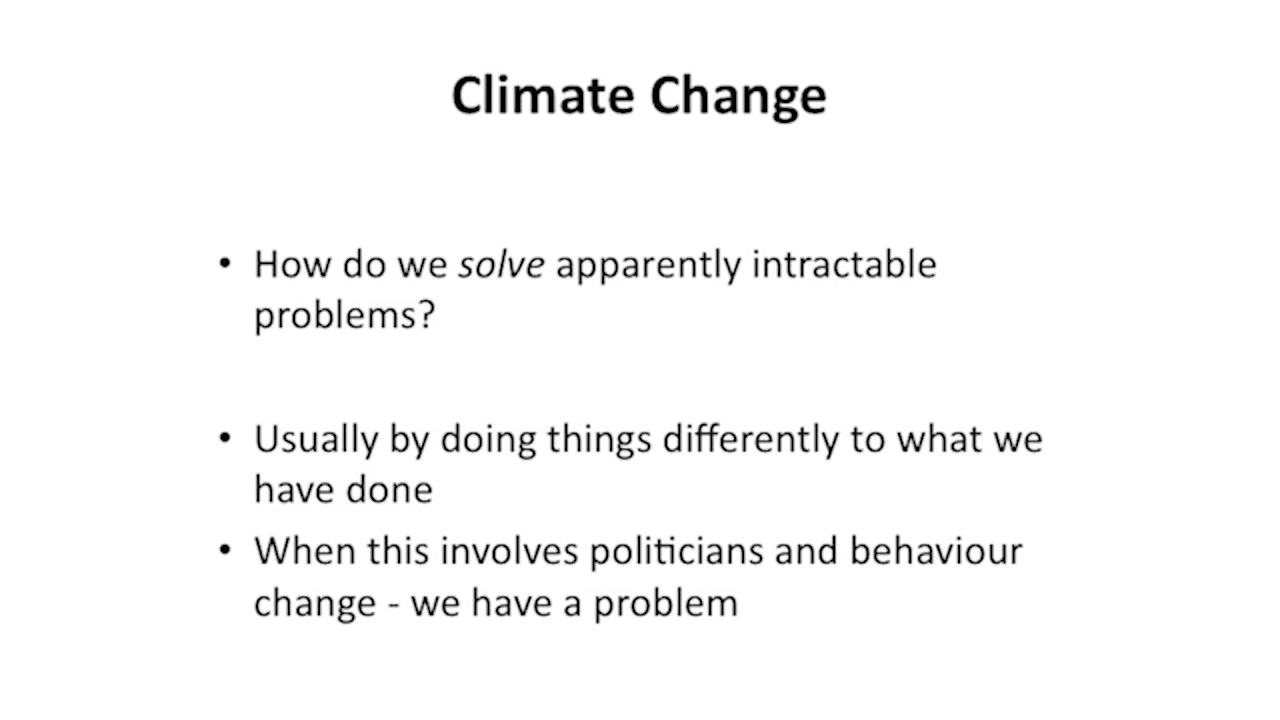 Climate Change
• How do we solve apparently intractable
problems?
• Usually by doing things differently to what we
have done
• When this involves politicians and behaviour
change - we have a problem